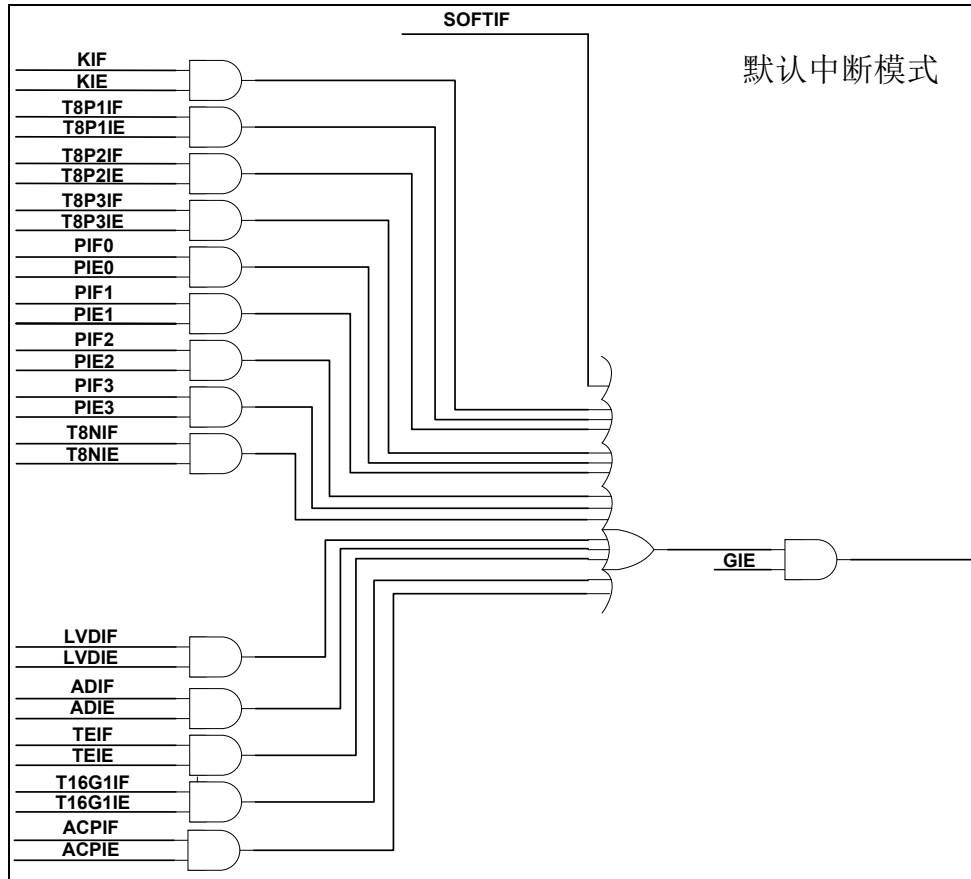 SOFTIF
默认中断模式
KIF
KIE
T8P1IF
T8P1IE
T8P2IF
T8P2IE
T8P3IF
T8P3IE
PIF0
PIE0
PIF1
PIE1
PIF2
PIE2
PIF3
PIE3
T8NIF
T8NIE
GIE
LVDIF
LVDIE
ADIF
ADIE
TEIF
TEIE
T16G1IF
T16G1IE
ACPIF
ACPIE